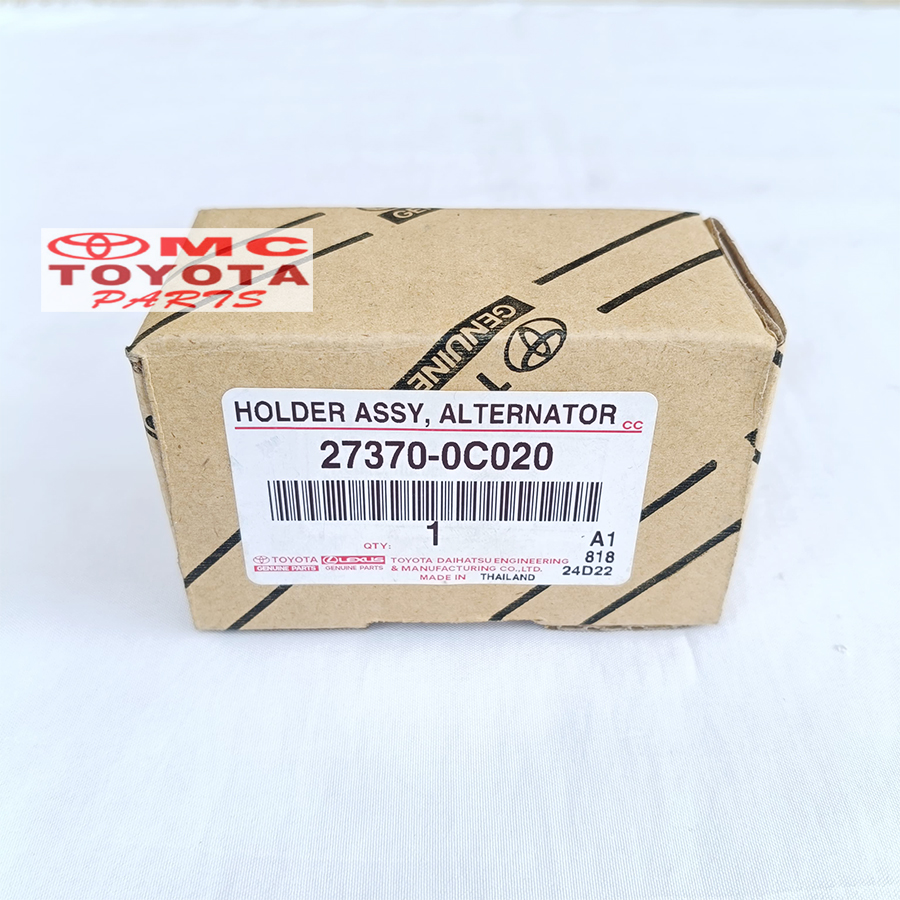 MC
TOYOTA
PARTS
GENUINE
HOLDER ASSY, ALTERNATOR CC
27370-0C020
QTY: 1 A1
TOYOTA LEXUS TOYOTA DAIHATSU ENGINEERING 818
GENUINE PARTS GENUINE PARTS & MANUFACTURING CO.,LTD. 24D22
MADE IN THAILAND